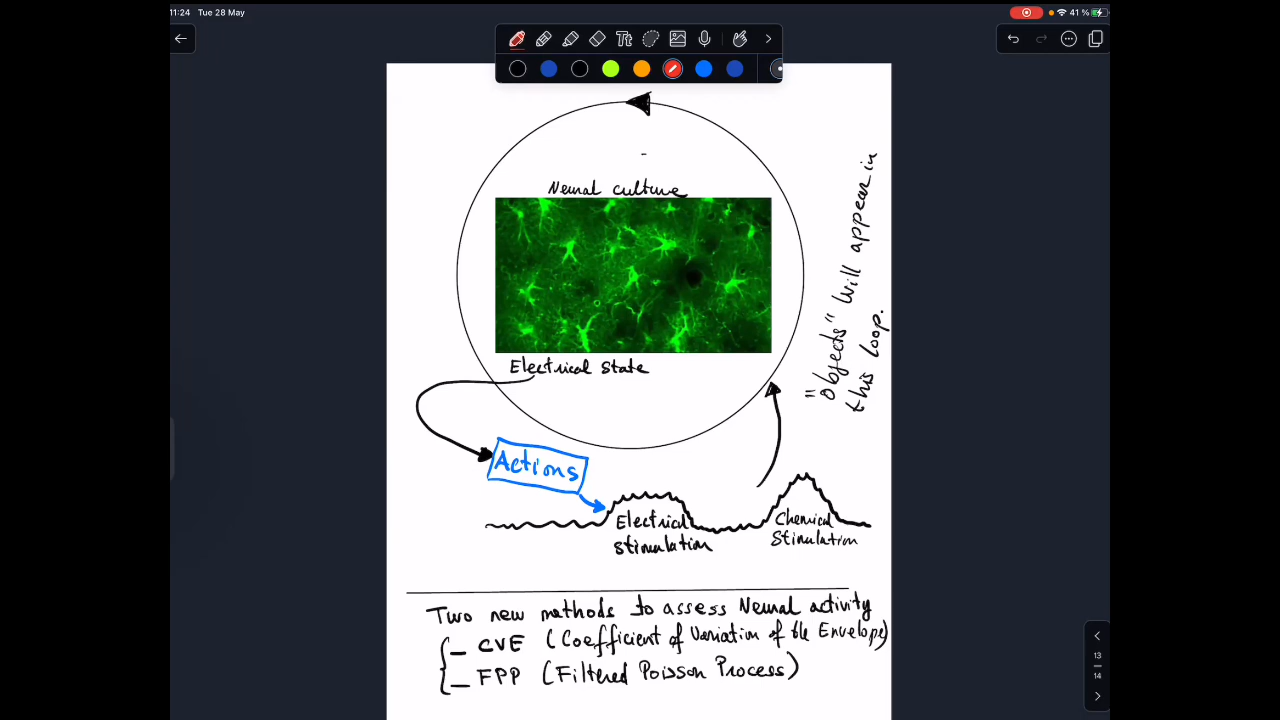 11:24 Tue 28 May
41 %
Tt
Neural culture
Electrical state
"Objects" will appear in
this loop.
Actions
Electrical
stimulation
Chemical
Stimulation
Two new methods to assess Neural activity
_ CVE (Coefficient of Variation of the Envelope)
_ FPP (Filtered Poisson Process)
13
14